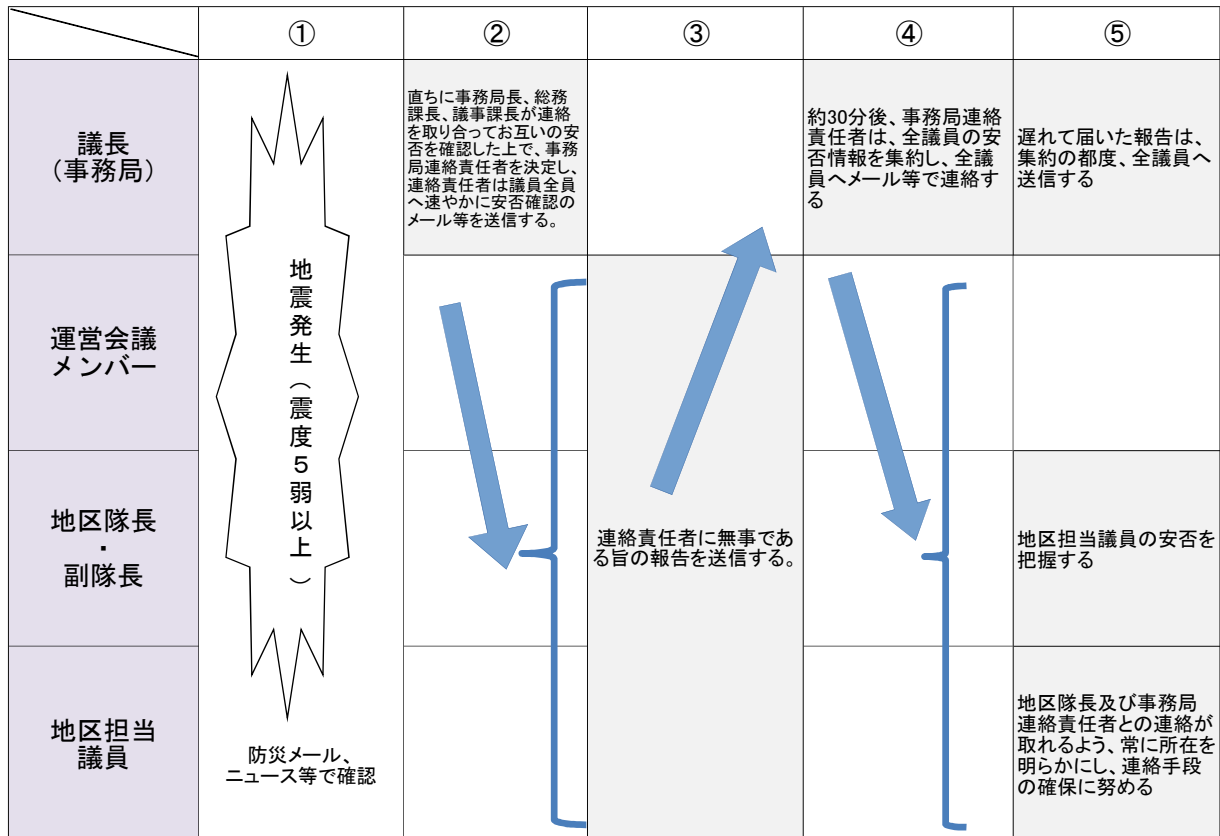 ①
②
③
④
⑤
議長
(事務局)
直ちに事務局長、総務
課長、議事課長が連絡
を取り合ってお互いの安
否を確認した上で、事務
局連絡責任者を決定し、
連絡責任者は議員全員
へ速やかに安否確認の
メール等を送信する。
約30分後、事務局連絡
責任者は、全議員の安
否情報を集約し、全議
員へメール等で連絡す
る
遅れて届いた報告は、
集約の都度、全議員へ
送信する
地震発生（震度５弱以上）
運営会議
メンバー
地区隊長
・
副隊長
連絡責任者に無事であ
る旨の報告を送信する。
地区担当議員の安否を
把握する
地区担当
議員
防災メール、
ニュース等で確認
地区隊長及び事務局
連絡責任者との連絡が
取れるよう、常に所在を
明らかにし、連絡手段
の確保に努める